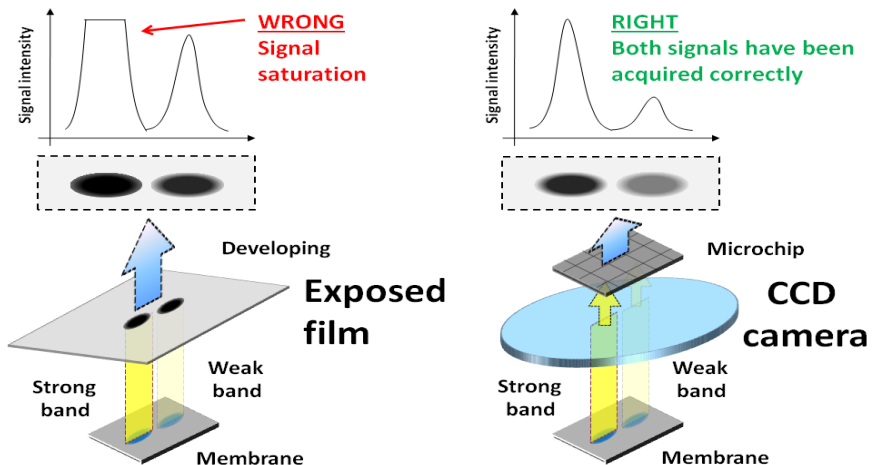 Signal intensity
WRONG
Signal
saturation
Developing
Exposed
film
Strong
band
Weak
band
Membrane
Signal intensity
RIGHT
Both signals have been
acquired correctly
Microchip
CCD
camera
Strong
band
Weak
band
Membrane